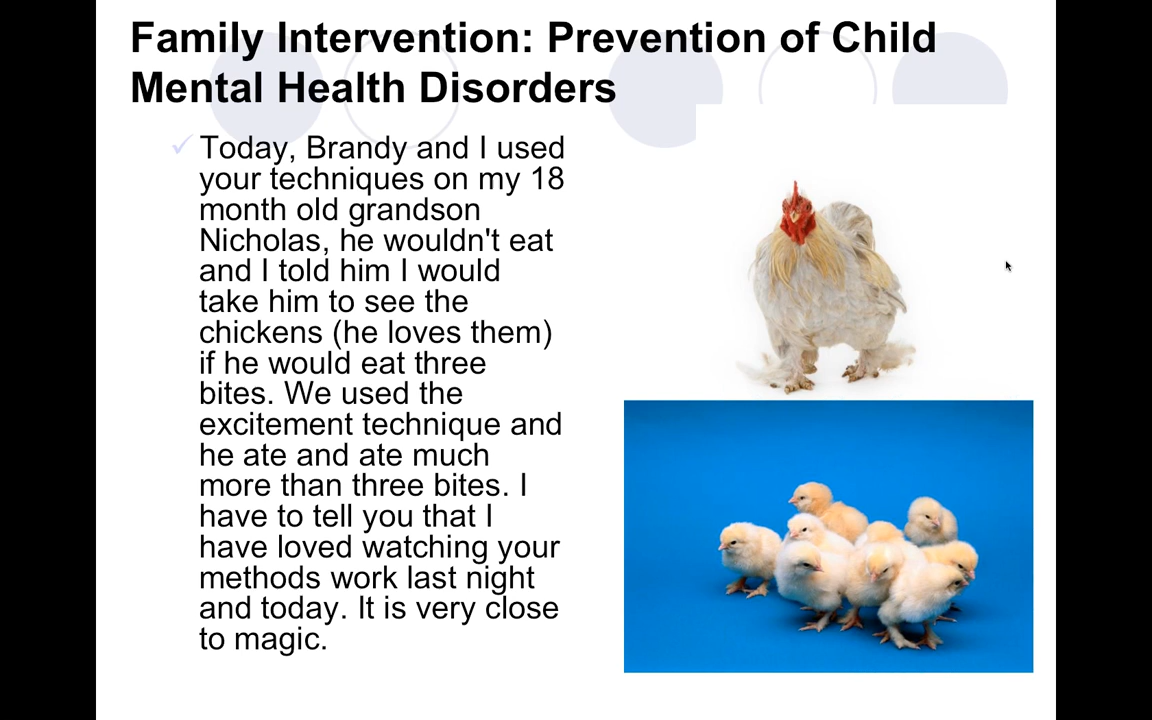 Family Intervention: Prevention of Child
Mental Health Disorders
Today, Brandy and I used
your techniques on my 18
month old grandson
Nicholas, he wouldn't eat
and I told him I would
take him to see the
chickens (he loves them)
if he would eat three
bites. We used the
excitement technique and
he ate and ate much
more than three bites. I
have to tell you that I
have loved watching your
methods work last night
and today. It is very close
to magic.